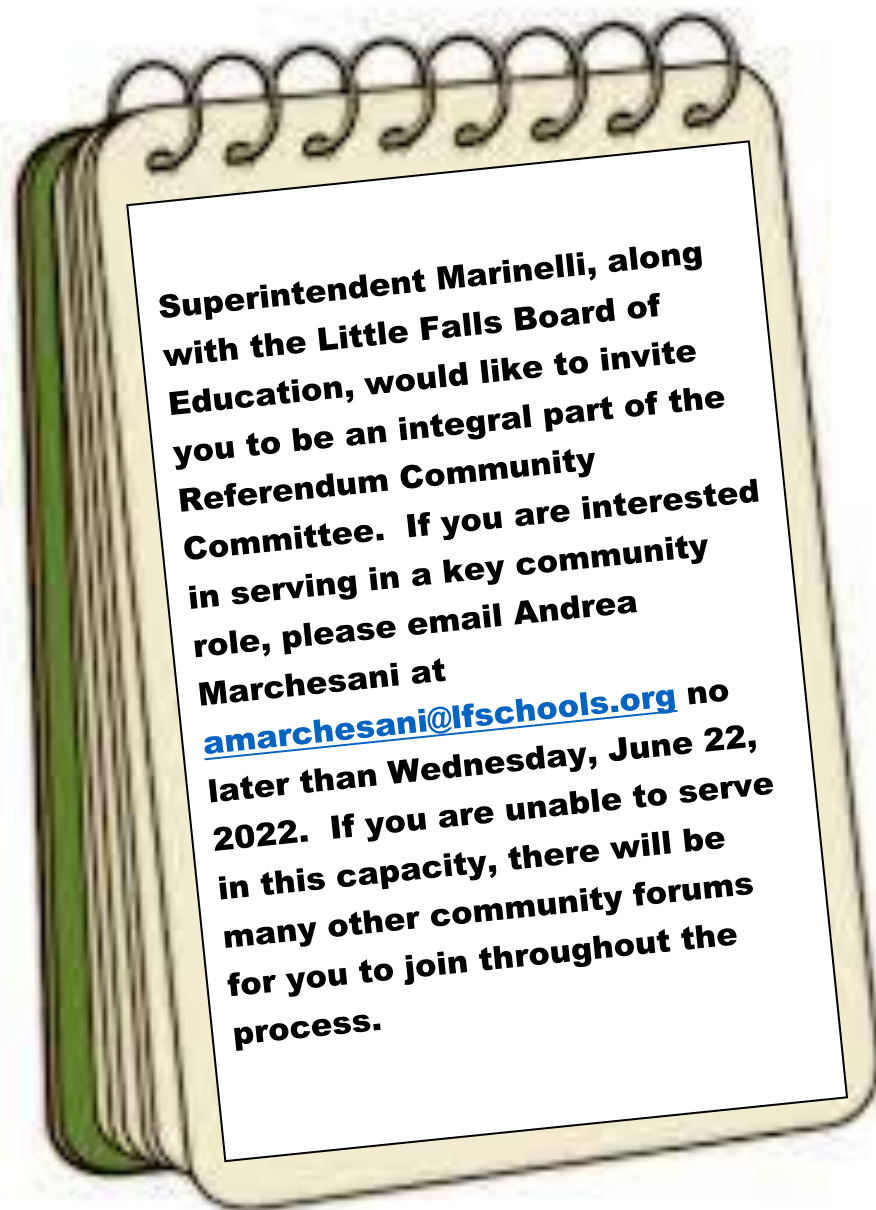 Superintendent Marinelli, along
with the Little Falls Board of
Education, would like to invite
you to be an integral part of the
Referendum Community
Committee.  If you are interested
in serving in a key community
role, please email Andrea
Marchesani at
amarchesani@lfschools.org no
later than Wednesday, June 22,
2022.  If you are unable to serve
in this capacity, there will be
many other community forums
for you to join throughout the
process.